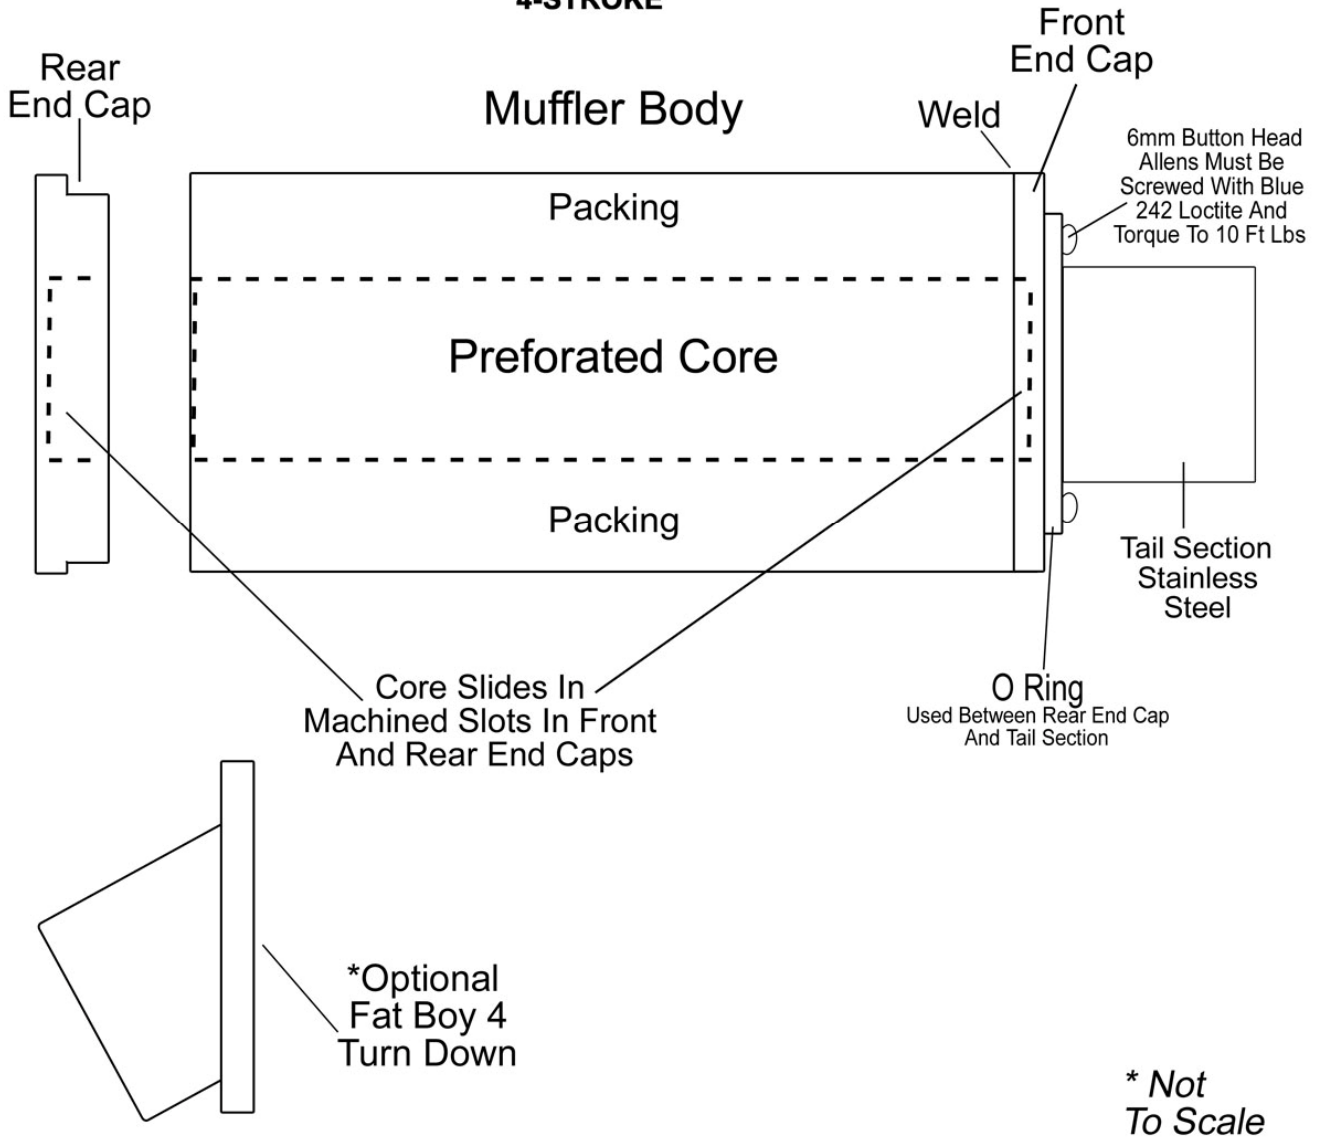 4-STROKE
Front
End Cap
Rear
End Cap
Muffler Body
Weld
6mm Button Head
Allens Must Be
Screwed With Blue
242 Loctite And
Torque To 10 Ft Lbs
Packing
Preforated Core
Packing
Tail Section
Stainless
Steel
Core Slides In
Machined Slots In Front
And Rear End Caps
O Ring
Used Between Rear End Cap
And Tail Section
*Optional
Fat Boy 4
Turn Down
* Not
To Scale